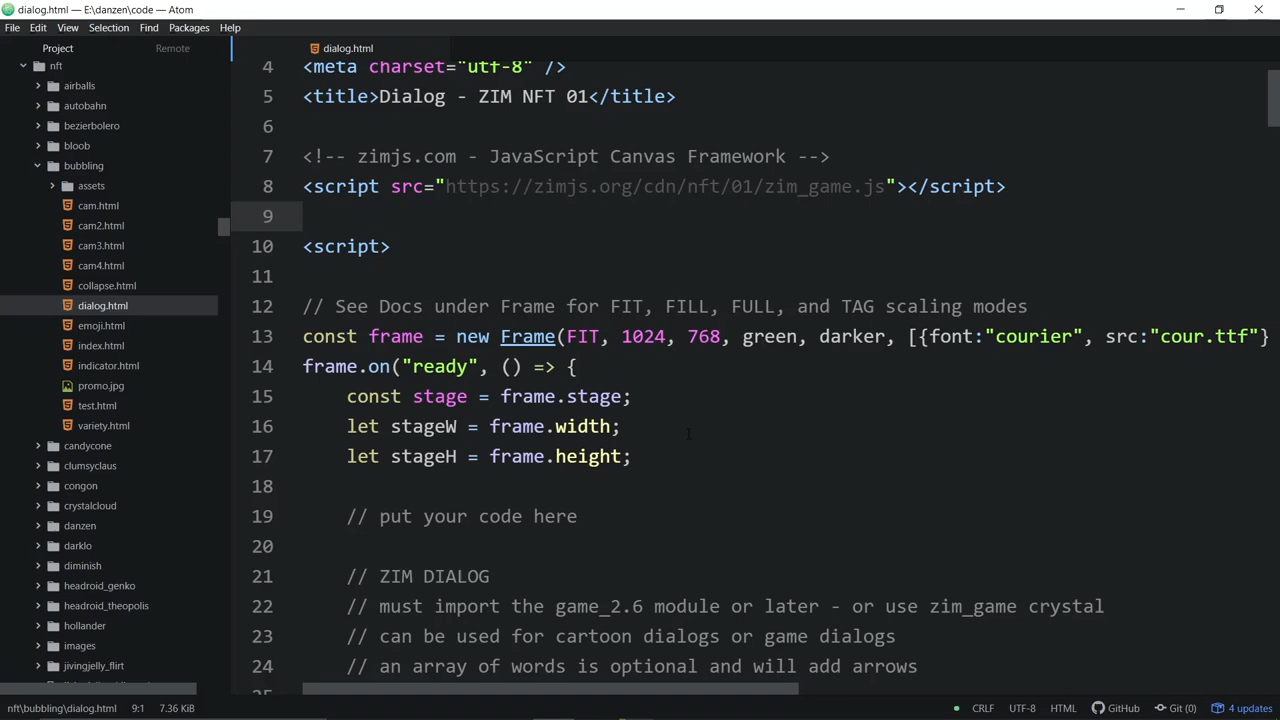 dialog.html — E:\danzen\code — Atom
File Edit View Selection Find Packages Help
Project Remote
dialog.html
nft
airballs
autobahn
bezierbolero
bloob
bubbling
assets
cam.html
cam2.html
cam3.html
cam4.html
collapse.html
dialog.html
emoji.html
index.html
indicator.html
promo.jpg
test.html
variety.html
candycone
clumsyclaus
congon
crystalcloud
danzen
darklo
diminish
headroid_genko
headroid_theopolis
hollander
images
jivingjelly_flirt
4 <meta charset="utf-8" />
5 <title>Dialog - ZIM NFT 01</title>
6
7 <!-- zimjs.com - JavaScript Canvas Framework -->
8 <script src="https://zimjs.org/cdn/nft/01/zim_game.js"></script>
9
10 <script>
11
12 // See Docs under Frame for FIT, FILL, FULL, and TAG scaling modes
13 const frame = new Frame(FIT, 1024, 768, green, darker, [{font:"courier", src:"cour.ttf"}
14 frame.on("ready", () => {
15 const stage = frame.stage;
16 let stageW = frame.width;
17 let stageH = frame.height;
18
19 // put your code here
20
21 // ZIM DIALOG
22 // must import the game_2.6 module or later - or use zim_game crystal
23 // can be used for cartoon dialogs or game dialogs
24 // an array of words is optional and will add arrows
nft\bubbling\dialog.html 9:1 7.36 KiB CRLF UTF-8 HTML GitHub Git (0) 4 updates